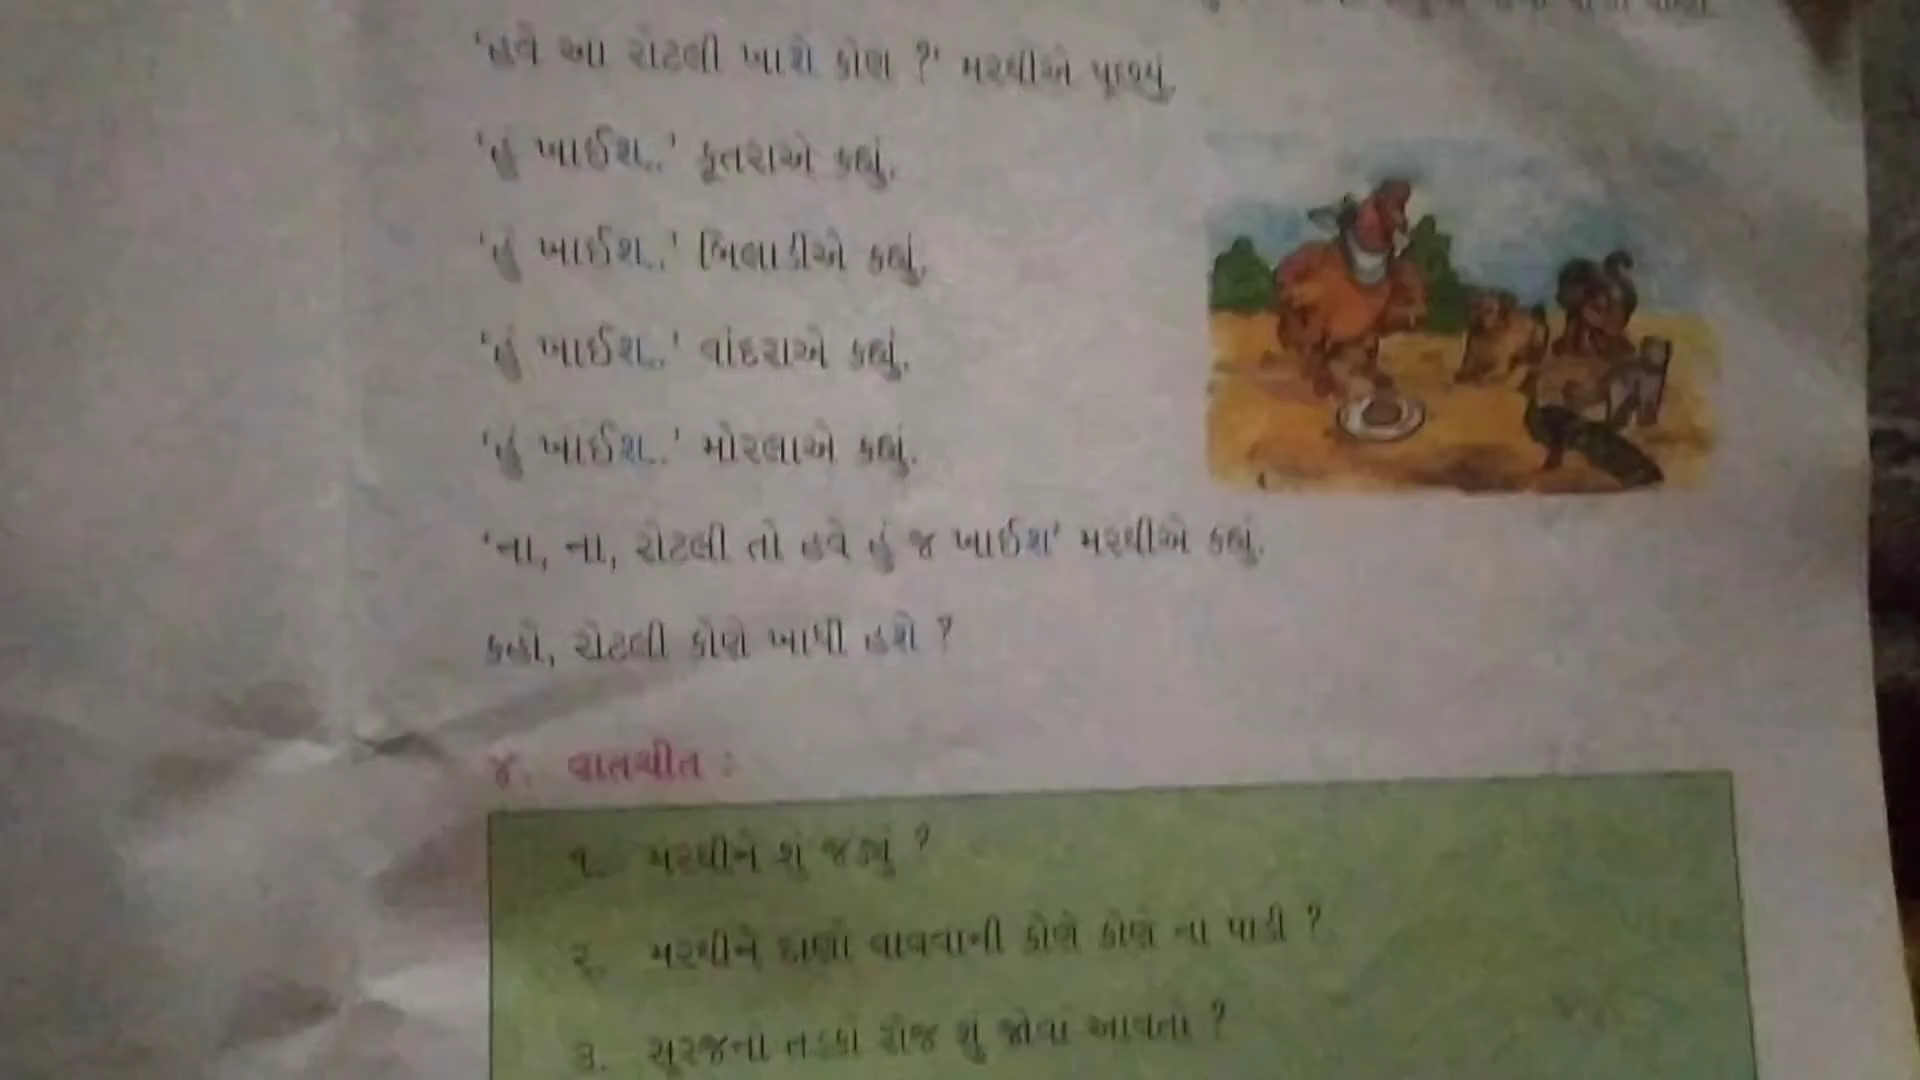 'હવે આ રોટલી ખાશે કોણ ?' મરઘીએ પૂછ્યું.
'હું ખાઈશ..' કૂતરાએ કહ્યું.
'હું ખાઈશ..' બિલાડીએ કહ્યું.
'હું ખાઈશ..' વાંદરાએ કહ્યું.
'હું ખાઈશ..' મોરલાએ કહ્યું.
'ના, ના, રોટલી તો હવે હું જ ખાઈશ' મરઘીએ કહ્યું.
કહો, રોટલી કોણે ખાધી હશે ?
૪. વાતચીત :
૧. મરઘીને શું જડ્યું ?
૨. મરઘીને દાણો વાવવાની કોણે કોણે ના પાડી ?
૩. સૂરજનો તડકો રોજ શું જોવા આવતો ?